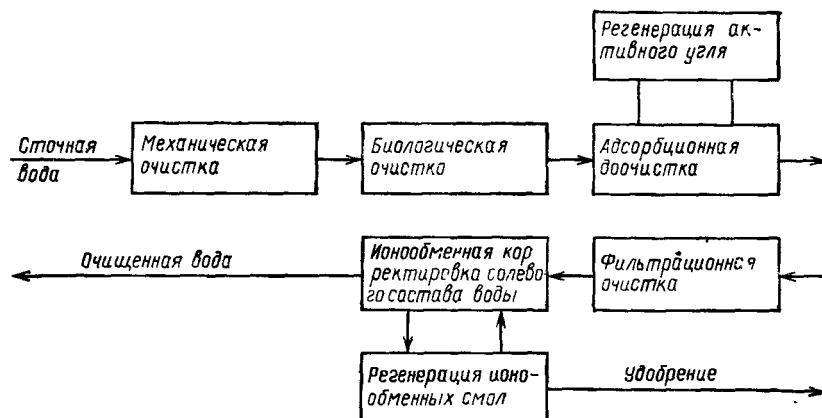 Регенерация ак-
тивного угля
Сточная
вода
Механическая
очистка
Биологическая
очистка
Адсорбционная
доочистка
Очищенная вода
Ионообменная кор
ректировка солево-
го состава воды
Фильтрационная
очистка
Регенерация ионо-
обменных смол
Удобрение